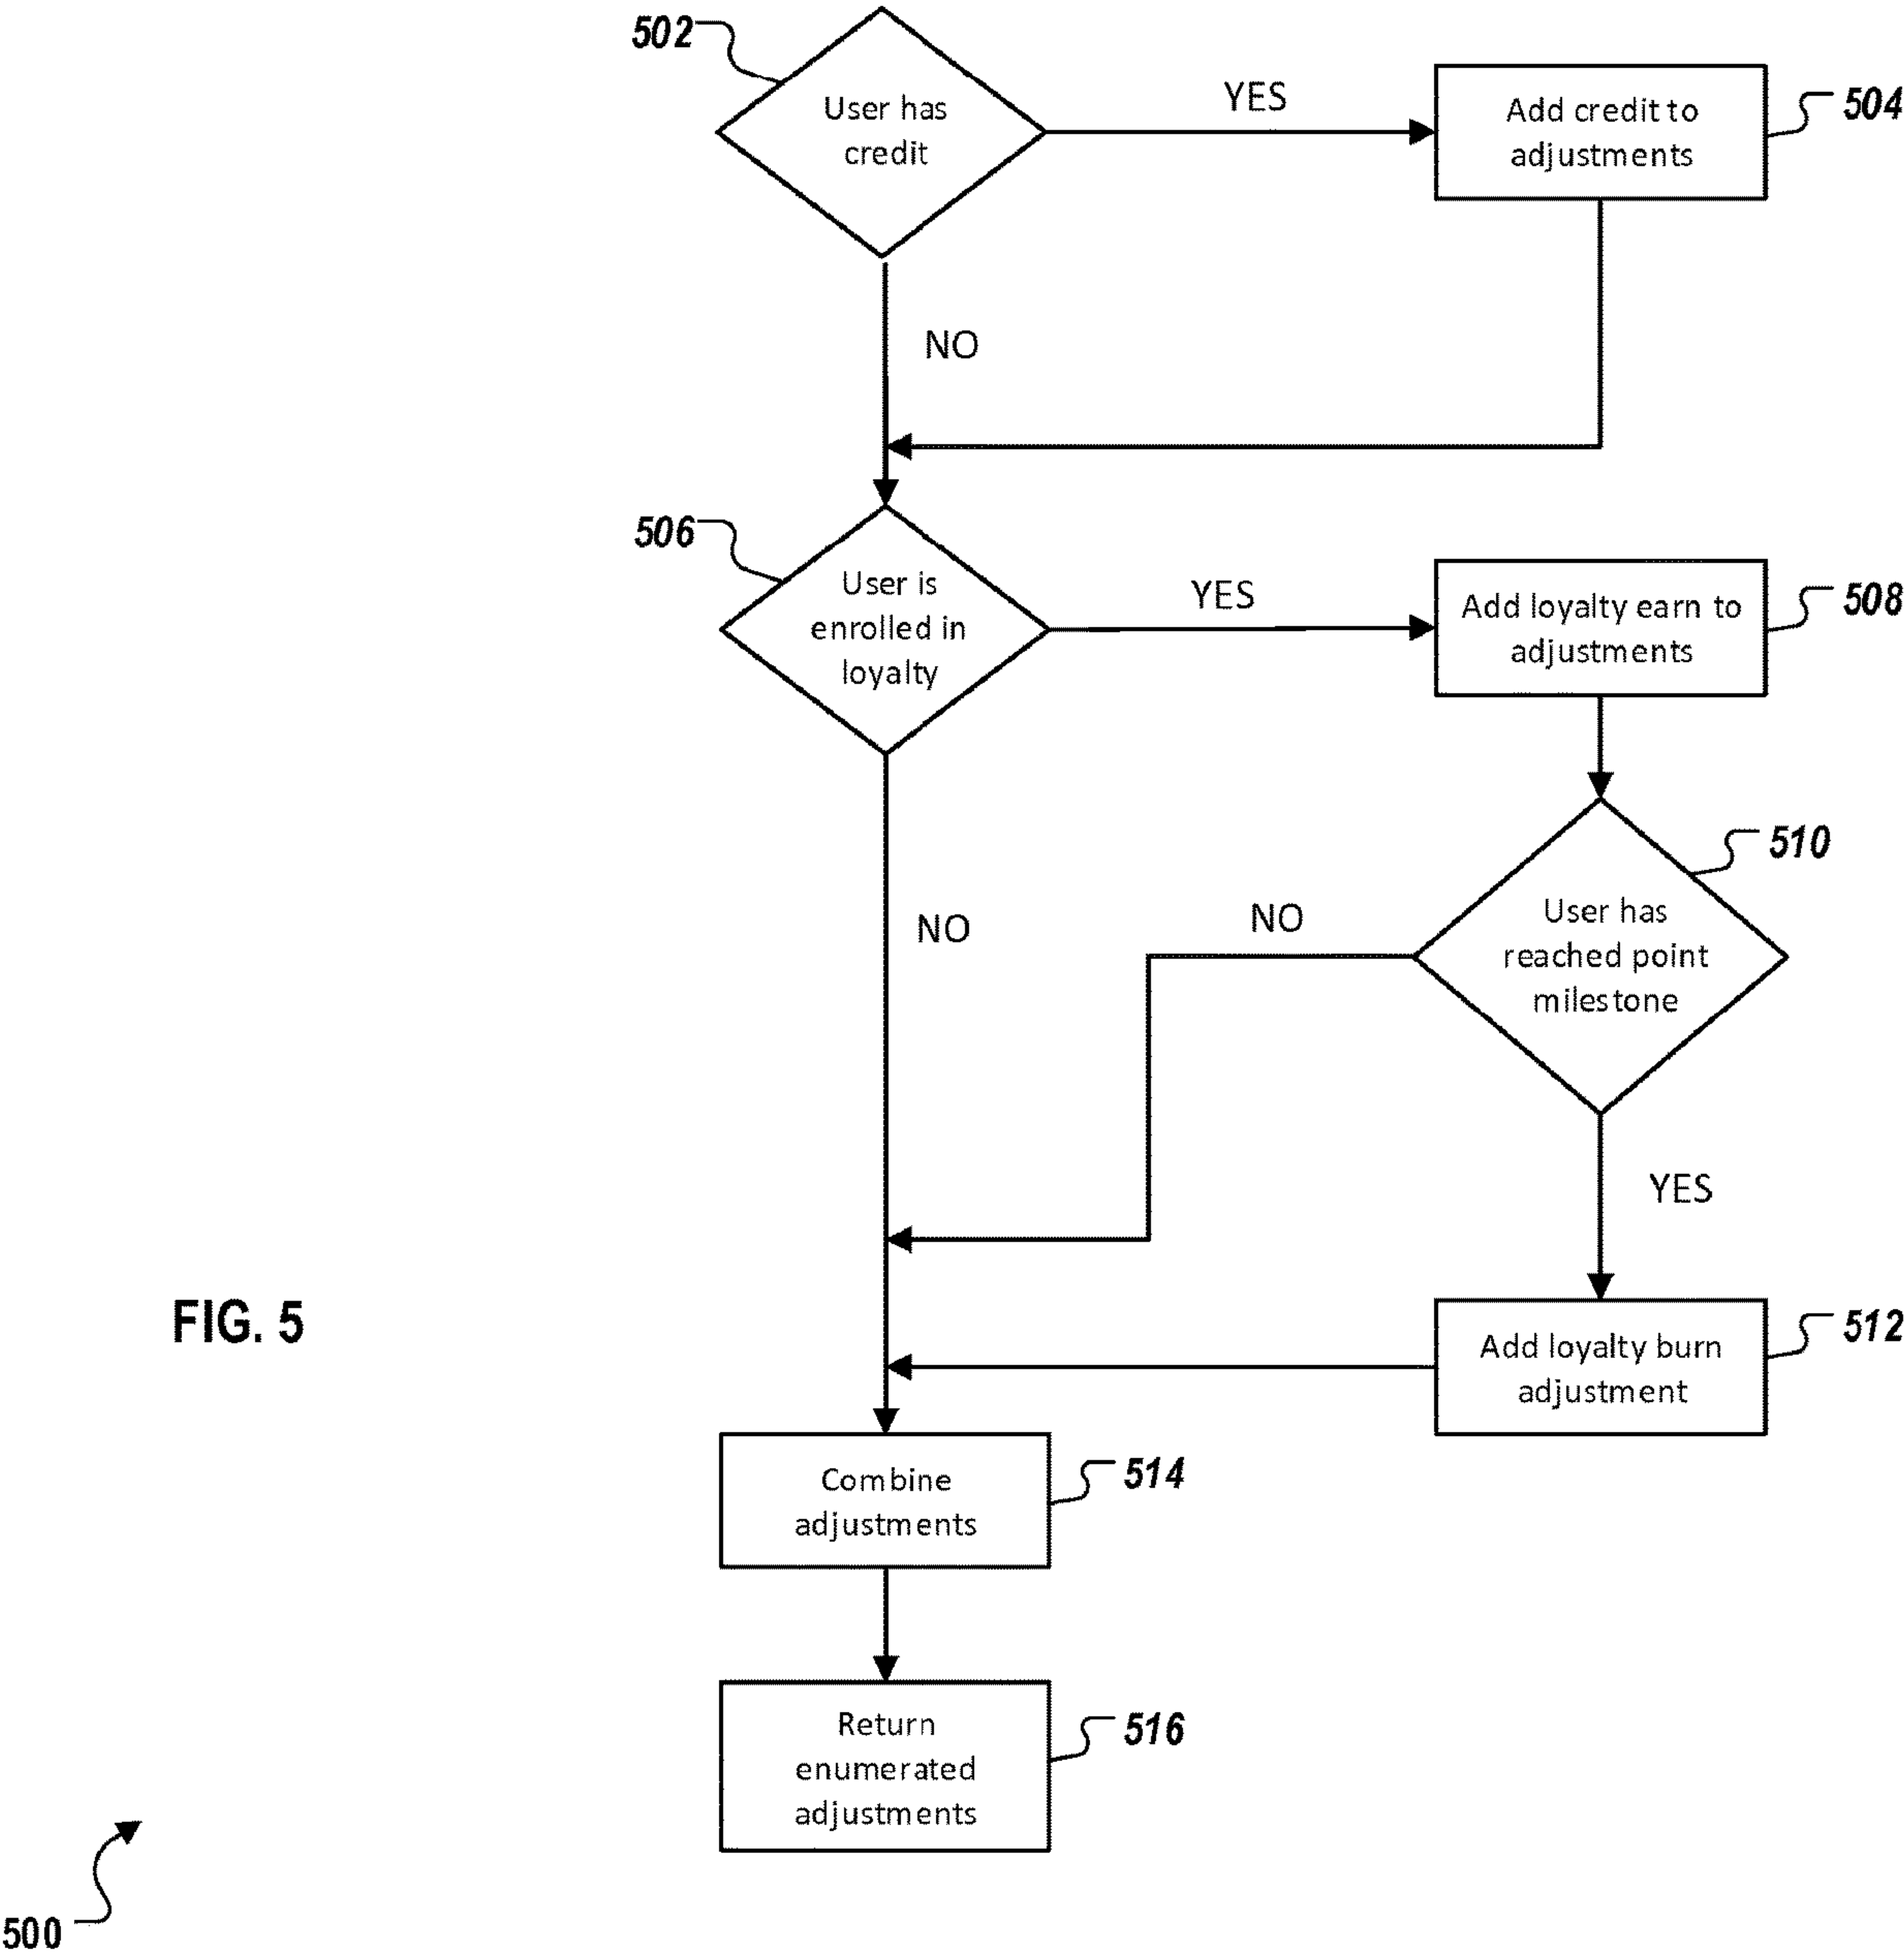 502
User has
credit
YES
Add credit to
adjustments
504
NO
506
User is
enrolled in
loyalty
YES
Add loyalty earn to
adjustments
508
510
User has
reached point
milestone
NO
NO
YES
FIG. 5
Add loyalty burn
adjustment
512
Combine
adjustments
514
Return
enumerated
adjustments
516
500